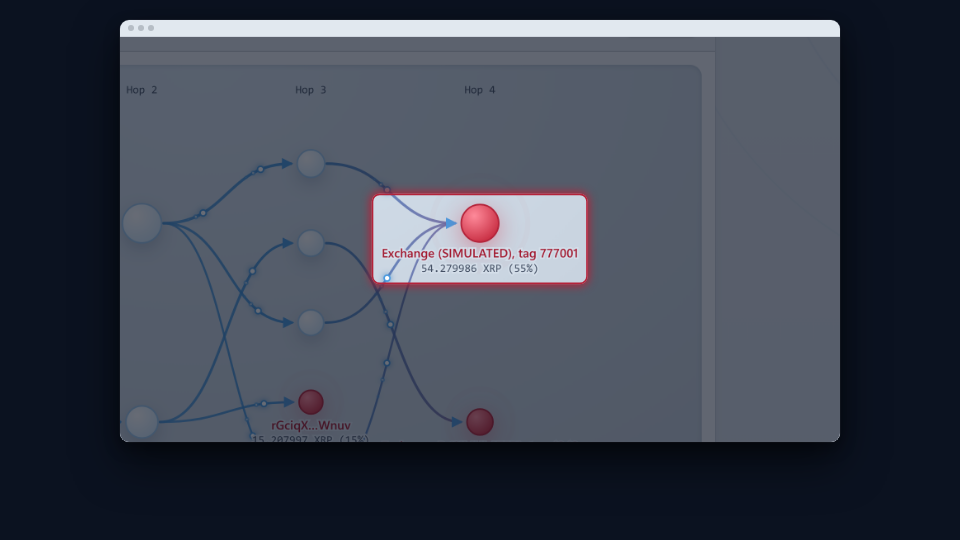 Hop 2
Hop 3
Hop 4
Exchange (SIMULATED), tag 777001
54.279986 XRP (55%)
rGciqX...Wnuv
15.207997 XRP (15%)